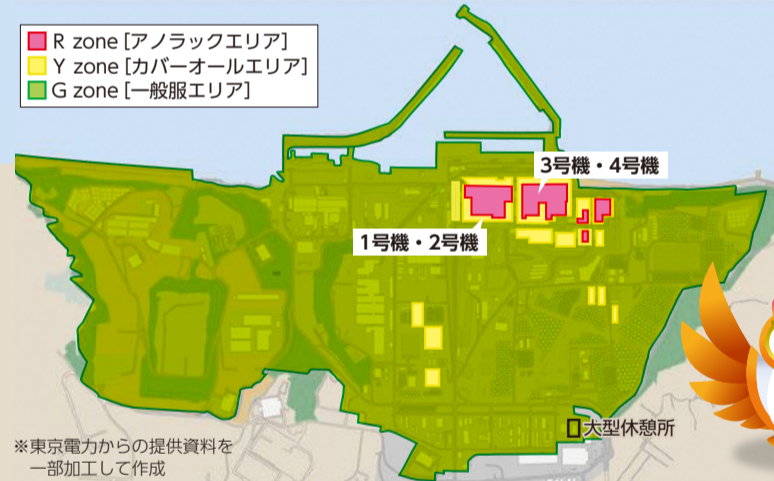 R zone [アノラックエリア]
Y zone [カバーオールエリア]
G zone [一般服エリア]
3号機・4号機
1号機・2号機
大型休憩所
※東京電力からの提供資料を
一部加工して作成